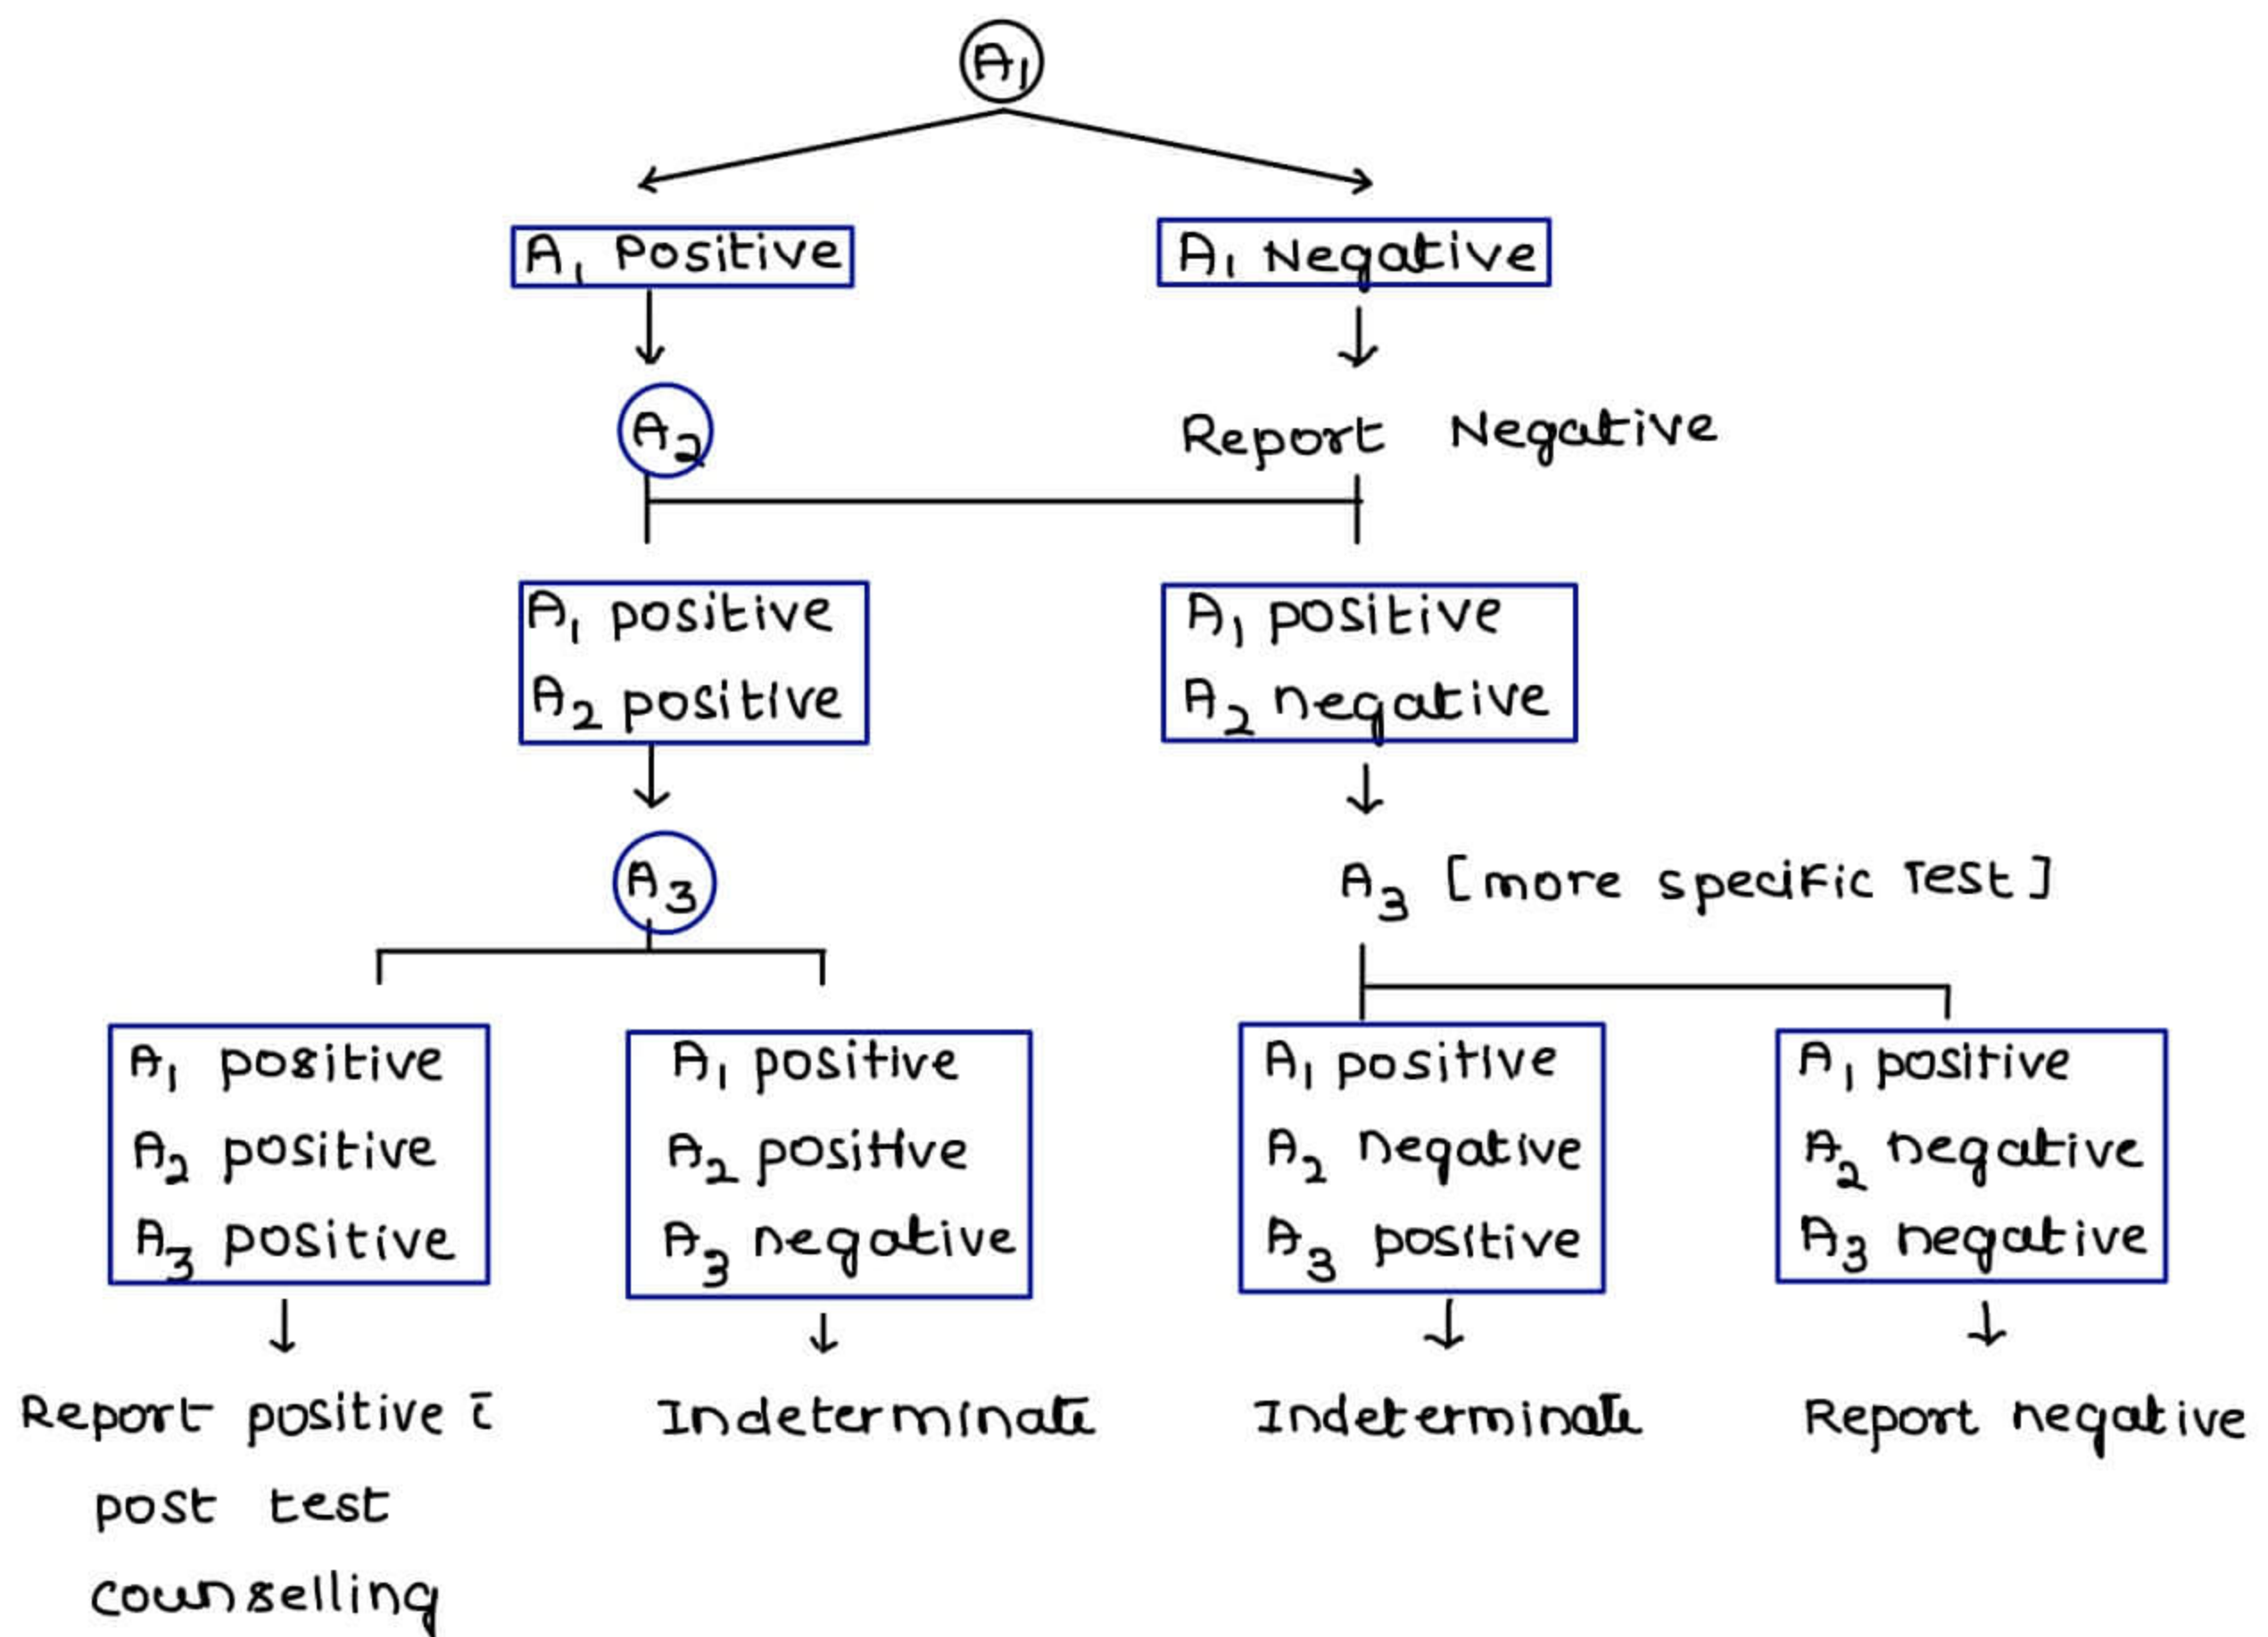 A1
A1 Positive
A1 Negative
A2
Report Negative
A1 positive
A2 positive
A1 positive
A2 negative
A3
A3 [more specific Test]
A1 positive
A2 positive
A3 positive
A1 positive
A2 positive
A3 negative
A1 positive
A2 negative
A3 positive
A1 positive
A2 negative
A3 negative
Report positive c̄
post test
counselling
Indeterminate
Indeterminate
Report negative